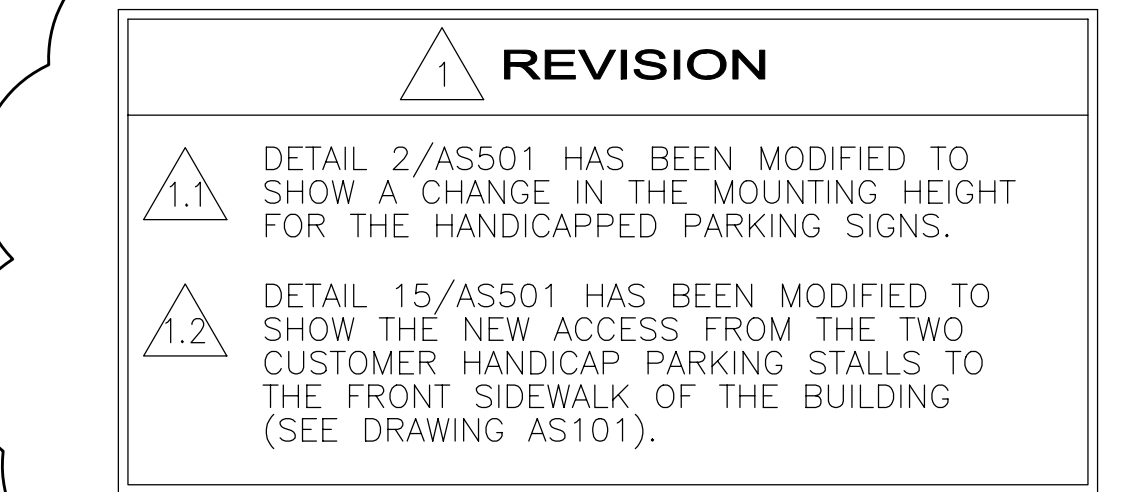 1 REVISION
1.1 DETAIL 2/AS501 HAS BEEN MODIFIED TO
SHOW A CHANGE IN THE MOUNTING HEIGHT
FOR THE HANDICAPPED PARKING SIGNS.
1.2 DETAIL 15/AS501 HAS BEEN MODIFIED TO
SHOW THE NEW ACCESS FROM THE TWO
CUSTOMER HANDICAP PARKING STALLS TO
THE FRONT SIDEWALK OF THE BUILDING
(SEE DRAWING AS101).